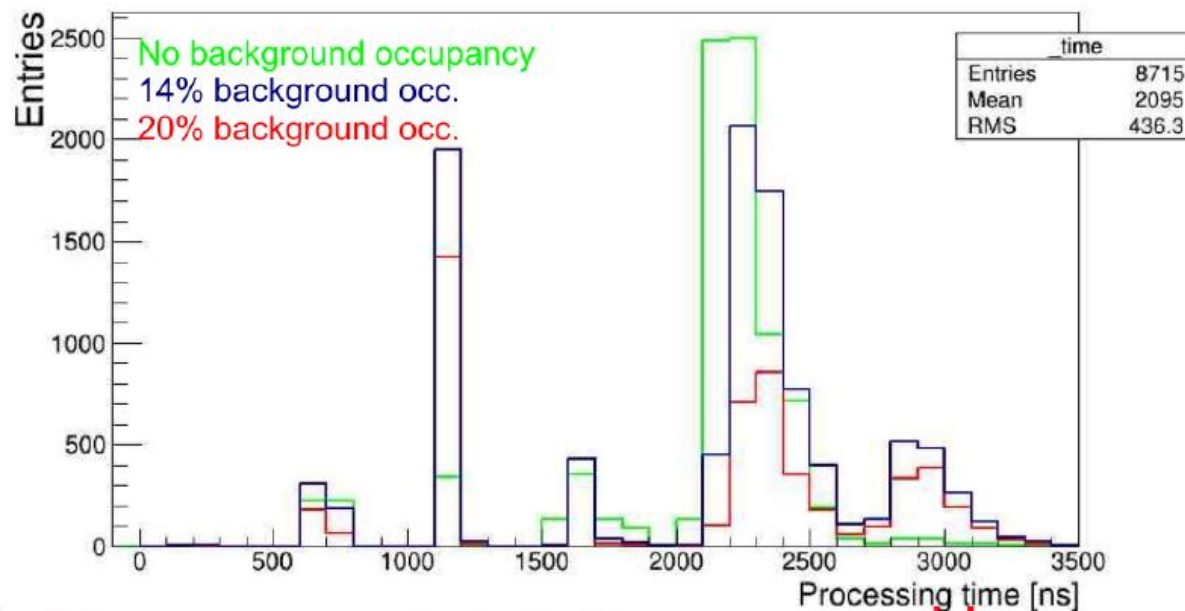 Entries
2500
2000
1500
1000
500
0
No background occupancy
14% background occ.
20% background occ.
_time
Entries 8715
Mean 2095
RMS 436.3
0 500 1000 1500 2000 2500 3000 3500
Processing time [ns]